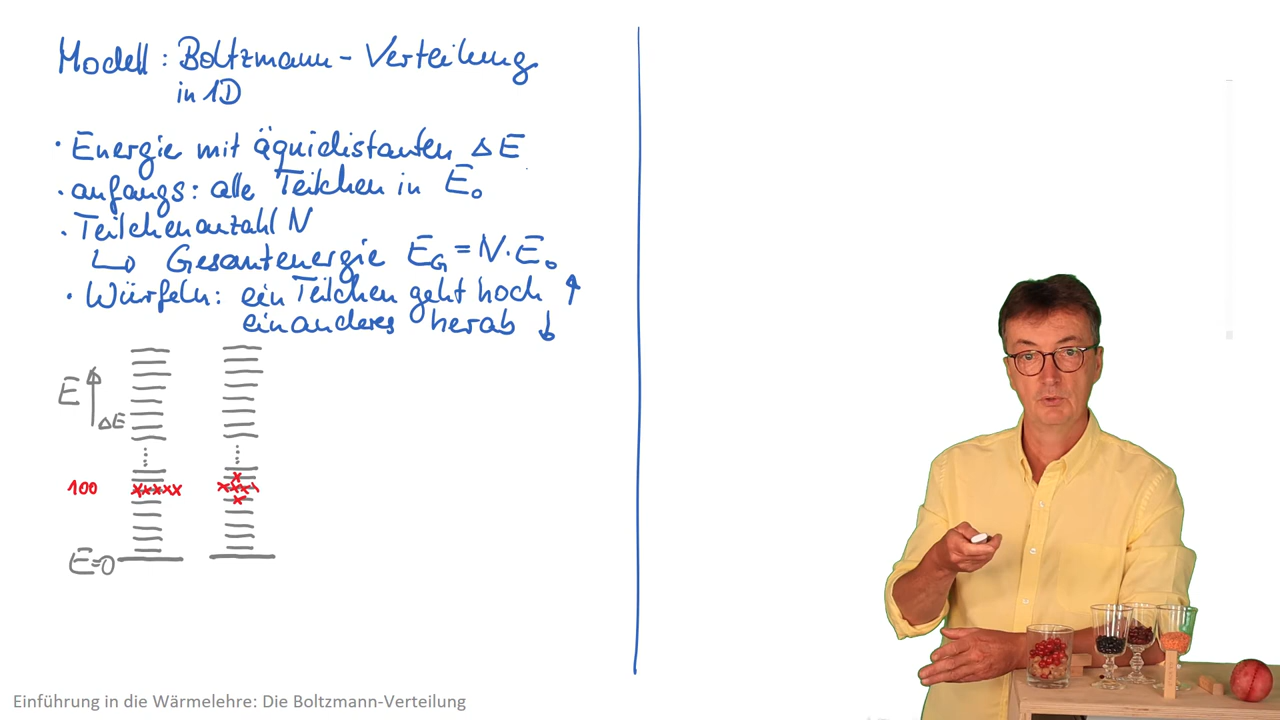 Modell: Boltzmann-Verteilung
in 1D
• Energie mit äquidistanten ΔE
• anfangs: alle Teilchen in E₀
• Teilchenanzahl N
↳ Gesamtenergie E_G = N·E₀
• Würfeln: ein Teilchen geht hoch ↑
ein anderes herab ↓
E ↑
ΔE
100
E=0
Einführung in die Wärmelehre: Die Boltzmann-Verteilung